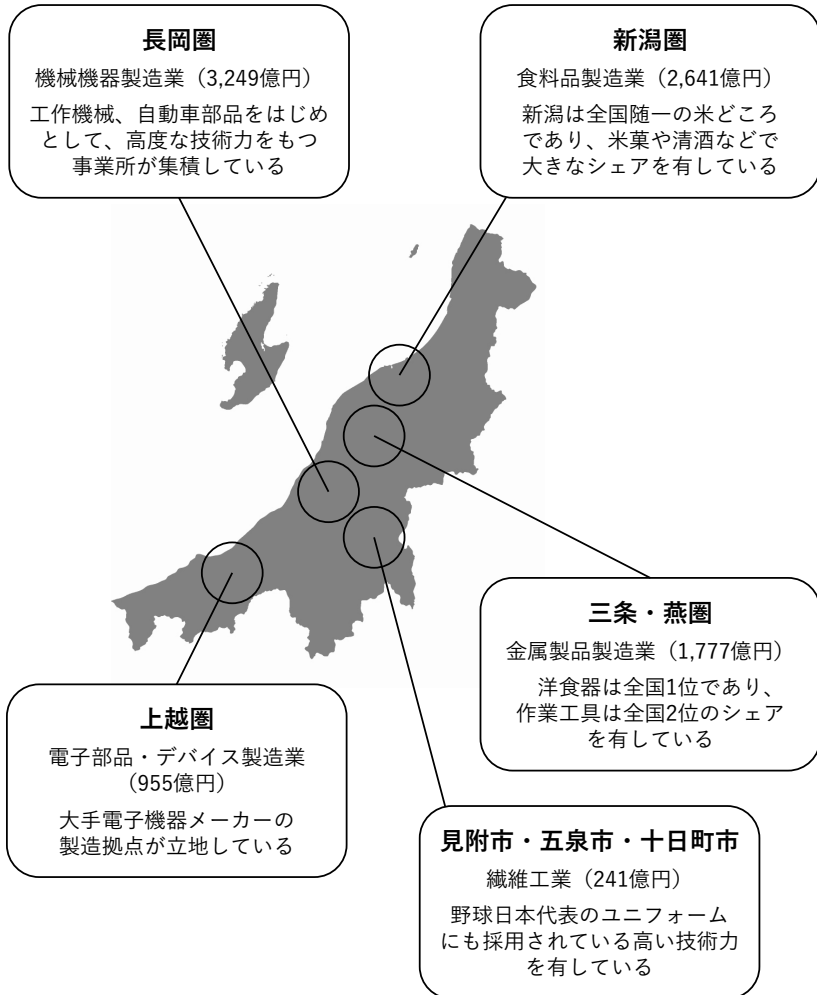 長岡圏
機械機器製造業（3,249億円）
工作機械、自動車部品をはじめ
として、高度な技術力をもつ
事業所が集積している
新潟圏
食料品製造業（2,641億円）
新潟は全国随一の米どころ
であり、米菓や清酒などで
大きなシェアを有している
三条・燕圏
金属製品製造業（1,777億円）
洋食器は全国1位であり、
作業工具は全国2位のシェア
を有している
上越圏
電子部品・デバイス製造業
（955億円）
大手電子機器メーカーの
製造拠点が立地している
見附市・五泉市・十日町市
繊維工業（241億円）
野球日本代表のユニフォーム
にも採用されている高い技術力
を有している